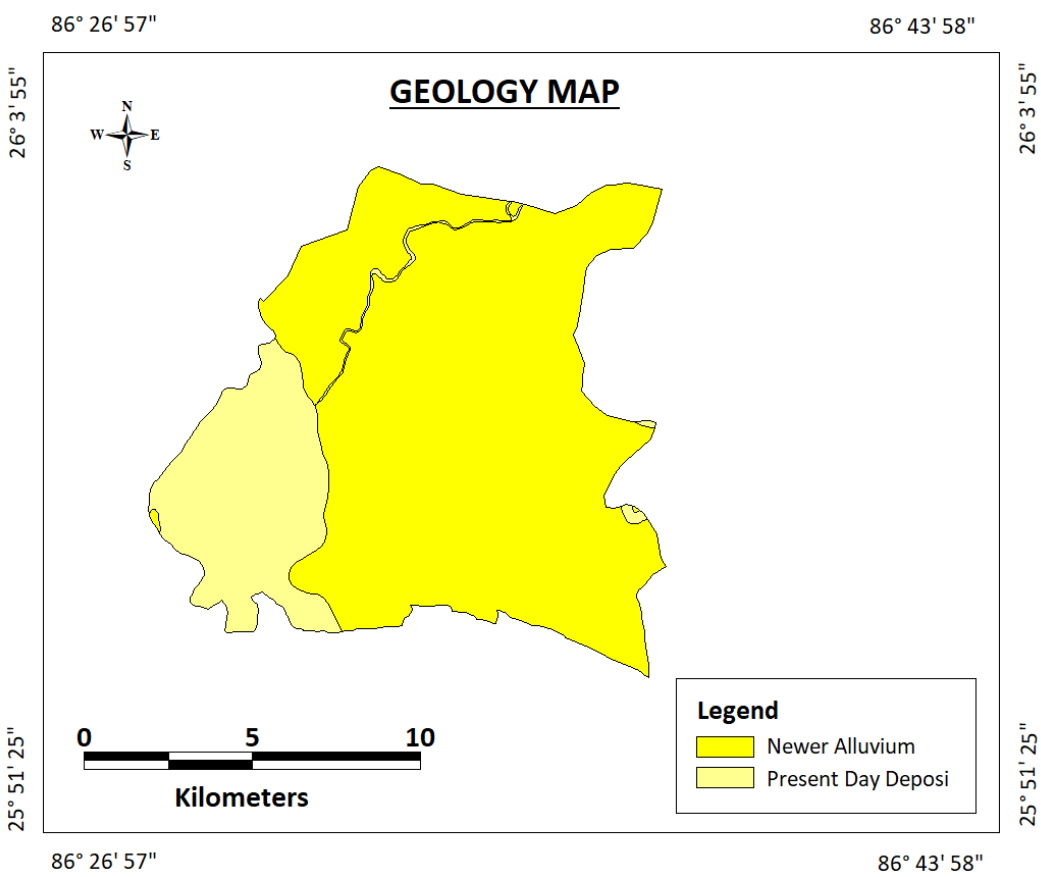 86° 26' 57"
86° 43' 58"
26° 3' 55"
26° 3' 55"
GEOLOGY MAP
N
W E
S
Legend
Newer Alluvium
Present Day Deposi
0 5 10
Kilometers
25° 51' 25"
25° 51' 25"
86° 26' 57"
86° 43' 58"